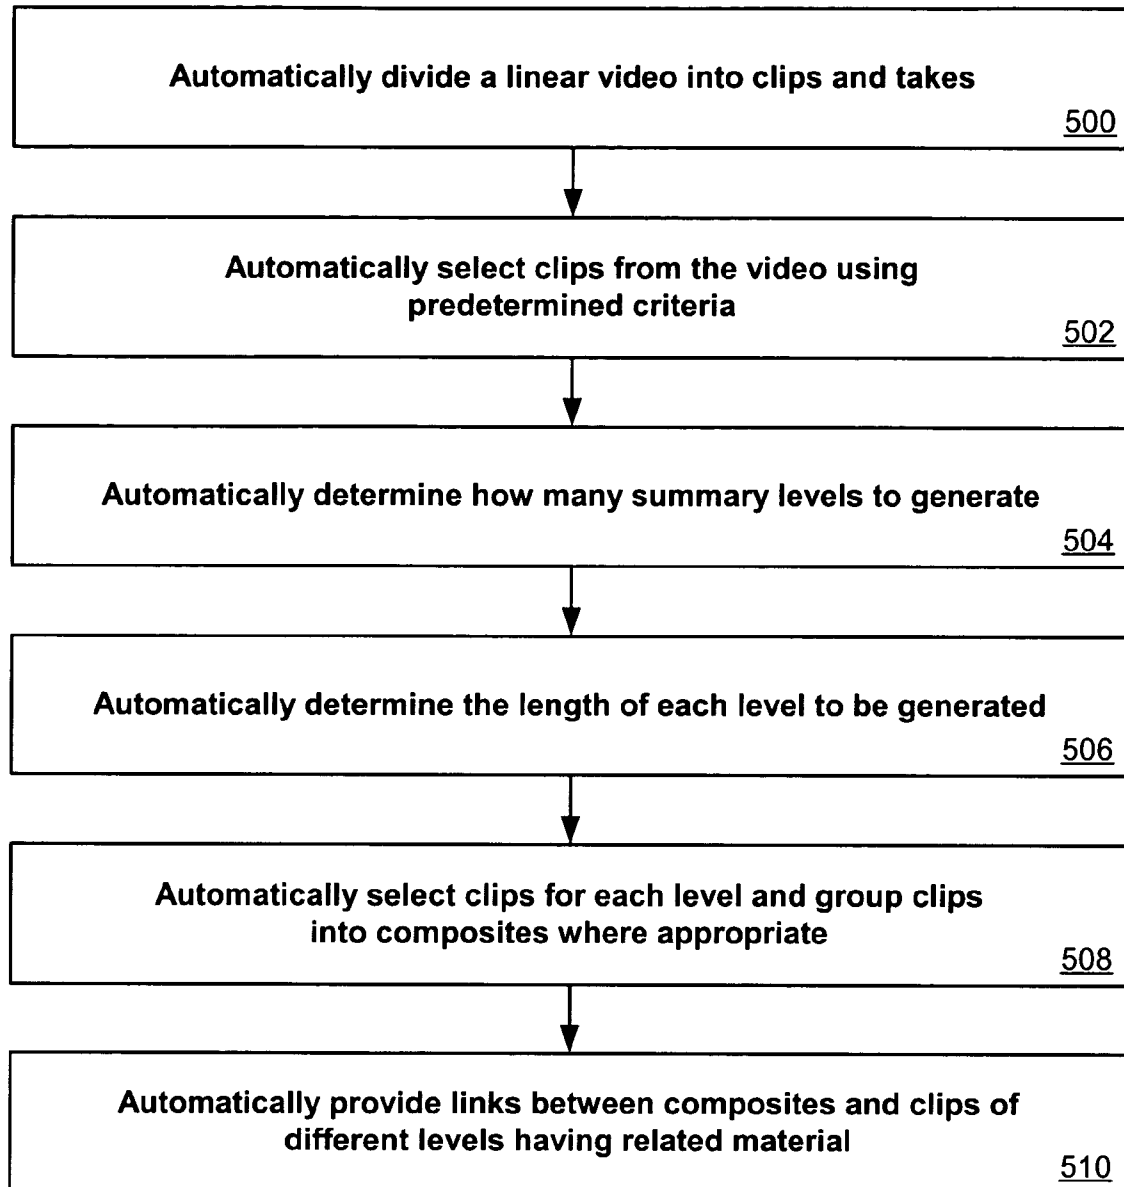 Automatically divide a linear video into clips and takes
500
Automatically select clips from the video using
predetermined criteria
502
Automatically determine how many summary levels to generate
504
Automatically determine the length of each level to be generated
506
Automatically select clips for each level and group clips
into composites where appropriate
508
Automatically provide links between composites and clips of
different levels having related material
510